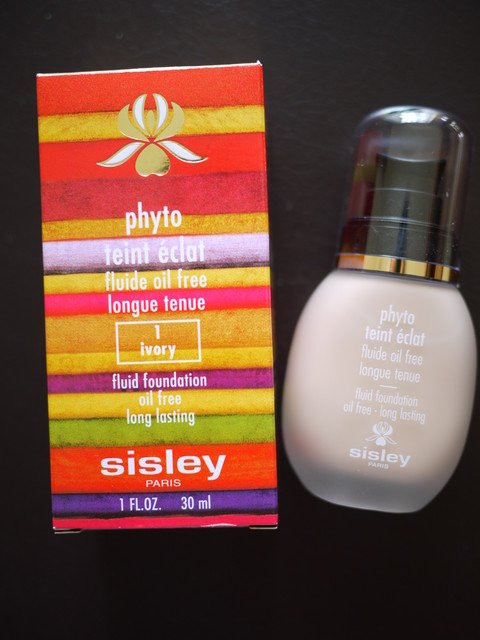 phyto
teint éclat
fluide oil free
longue tenue
1
ivory
fluid foundation
oil free
long lasting
sisley
PARIS
1 FL.OZ. 30 ml
phyto
teint éclat
fluide oil free
longue tenue
fluid foundation
oil free - long lasting
sisley
PARIS